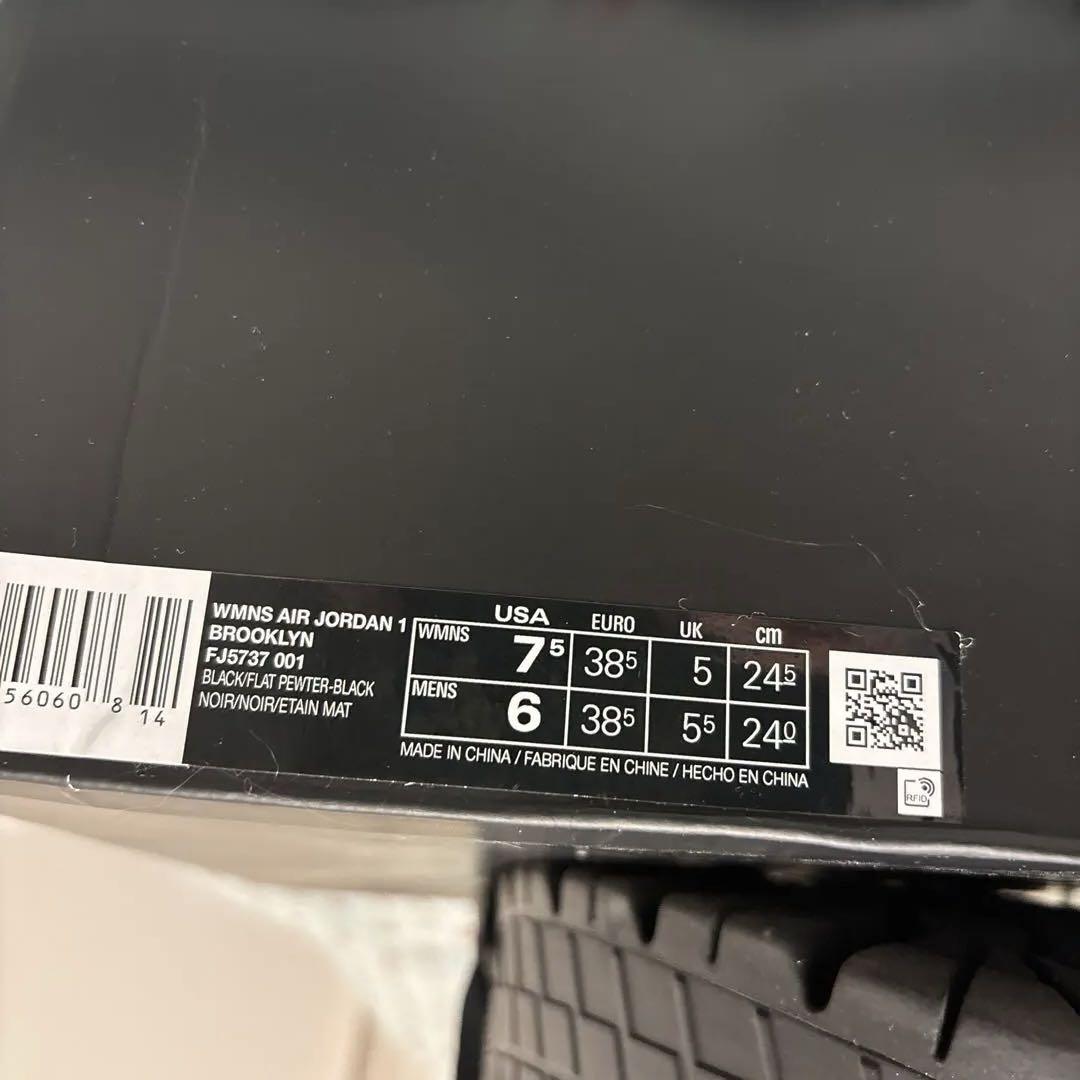 56060 8 14
WMNS AIR JORDAN 1
BROOKLYN
FJ5737 001
BLACK/FLAT PEWTER-BLACK
NOIR/NOIR/ETAIN MAT
USA EURO UK cm
WMNS 7⁵ 38⁵ 5 24⁵
MENS 6 38⁵ 5⁵ 24⁰
MADE IN CHINA / FABRIQUE EN CHINE / HECHO EN CHINA
RFID